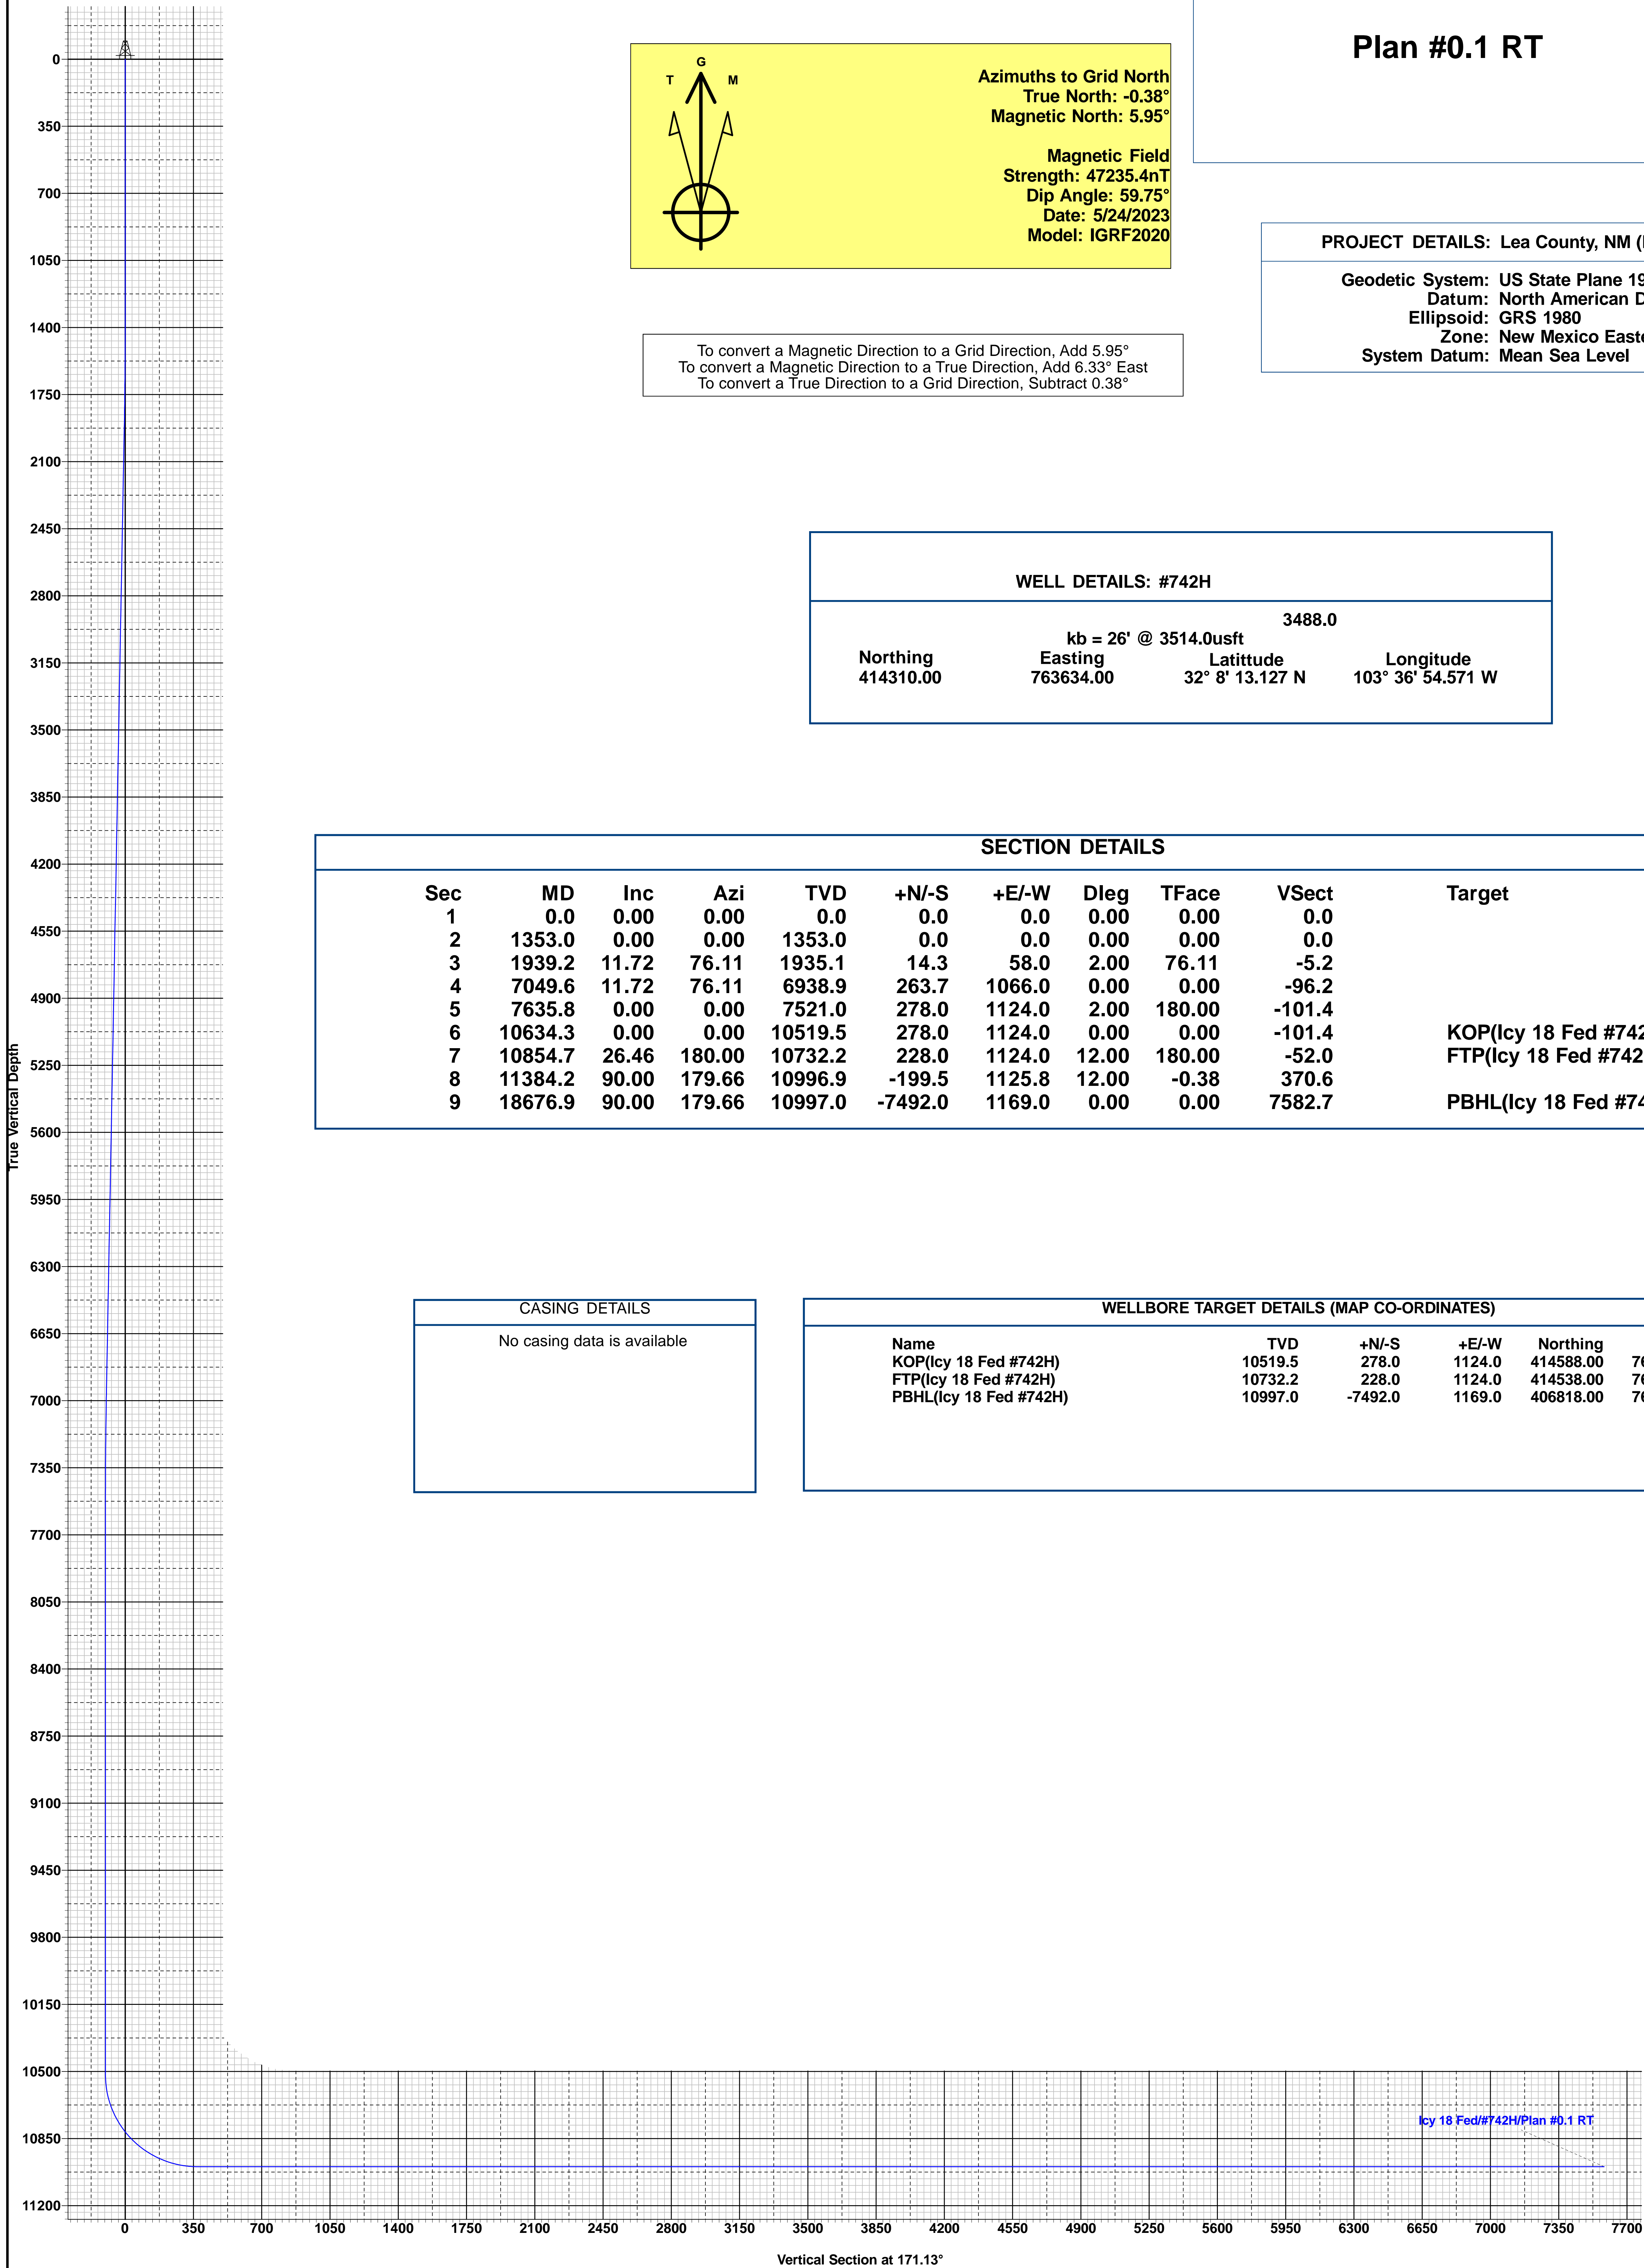 Plan #0.1 RT
T G M
Azimuths to Grid North
True North: -0.38°
Magnetic North: 5.95°
Magnetic Field
Strength: 47235.4nT
Dip Angle: 59.75°
Date: 5/24/2023
Model: IGRF2020
PROJECT DETAILS: Lea County, NM
Geodetic System: US State Plane
Datum: North American
Ellipsoid: GRS 1980
Zone: New Mexico
System Datum: Mean Sea Level
To convert a Magnetic Direction to a Grid Direction, Add 5.95°
To convert a Magnetic Direction to a True Direction, Add 6.33° East
To convert a True Direction to a Grid Direction, Subtract 0.38°
WELL DETAILS: #742H
3488.0
kb = 26' @ 3514.0usft
Northing Easting Latittude Longitude
414310.00 763634.00 32° 8' 13.127 N 103° 36' 54.571 W
SECTION DETAILS
Sec MD Inc Azi TVD +N/-S +E/-W Dleg TFace VSect Target
1 0.0 0.00 0.00 0.0 0.0 0.0 0.00 0.00 0.0
2 1353.0 0.00 0.00 1353.0 0.0 0.0 0.00 0.00 0.0
3 1939.2 11.72 76.11 1935.1 14.3 58.0 2.00 76.11 -5.2
4 7049.6 11.72 76.11 6938.9 263.7 1066.0 0.00 0.00 -96.2
5 7635.8 0.00 0.00 7521.0 278.0 1124.0 2.00 180.00 -101.4
6 10634.3 0.00 0.00 10519.5 278.0 1124.0 0.00 0.00 -101.4 KOP(Icy 18 Fed
7 10854.7 26.46 180.00 10732.2 228.0 1124.0 12.00 180.00 -52.0 FTP(Icy 18 Fed
8 11384.2 90.00 179.66 10996.9 -199.5 1125.8 12.00 -0.38 370.6
9 18676.9 90.00 179.66 10997.0 -7492.0 1169.0 0.00 0.00 7582.7 PBHL(Icy 18 Fed
CASING DETAILS
No casing data is available
WELLBORE TARGET DETAILS (MAP CO-ORDINATES)
Name TVD +N/-S +E/-W Northing
KOP(Icy 18 Fed #742H) 10519.5 278.0 1124.0 414588.00
FTP(Icy 18 Fed #742H) 10732.2 228.0 1124.0 414538.00
PBHL(Icy 18 Fed #742H) 10997.0 -7492.0 1169.0 406818.00
True Vertical Depth
0
350
700
1050
1400
1750
2100
2450
2800
3150
3500
3850
4200
4550
4900
5250
5600
5950
6300
6650
7000
7350
7700
8050
8400
8750
9100
9450
9800
10150
10500
10850
11200
Icy 18 Fed/#742H/Plan #0.1 RT
0 350 700 1050 1400 1750 2100 2450 2800 3150 3500 3850 4200 4550 4900 5250 5600 5950 6300 6650 7000 7350 7700
Vertical Section at 171.13°